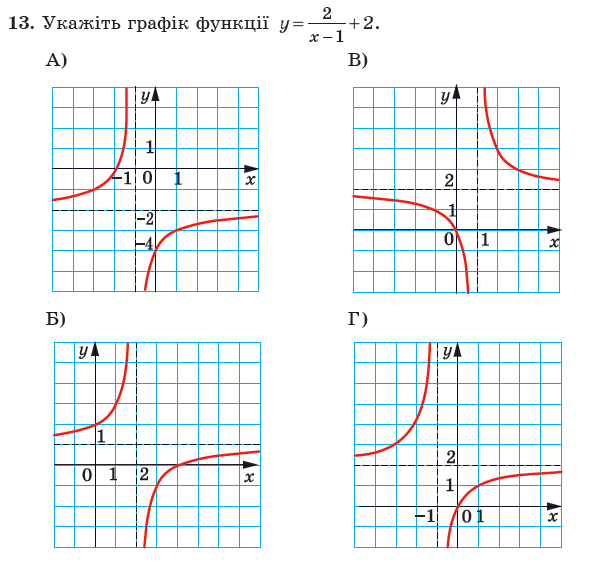 13. Укажіть графік функції y = 2/(x − 1) + 2.
А)
В)
y
1
−1 0 1 x
−2
−4
y
2
1
0 1 x
Б)
Г)
y
1
0 1 2 x
y
2
1
−1 0 1 x